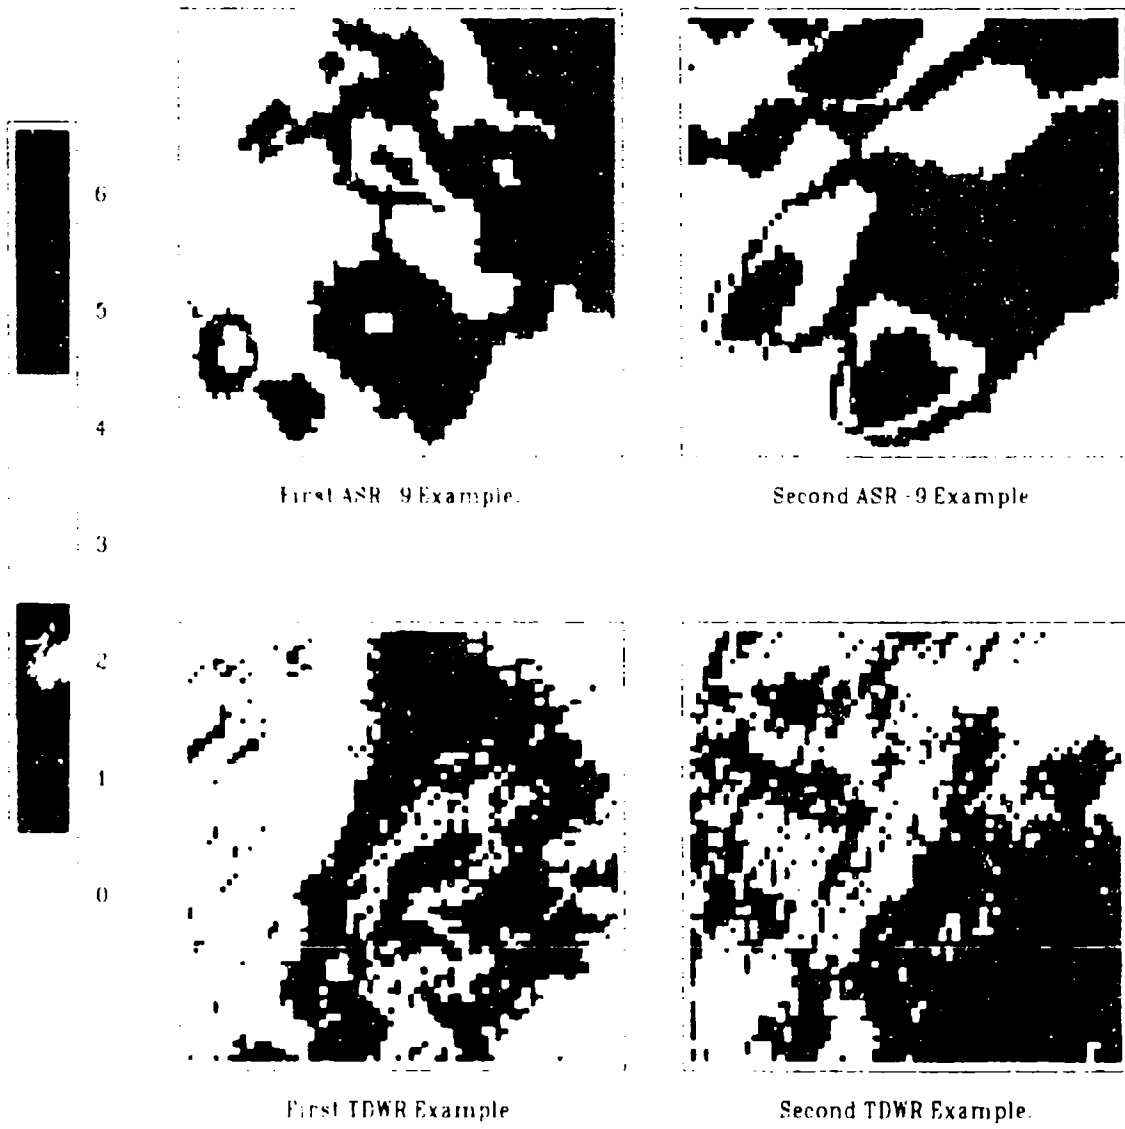 6
5
4
3
2
1
0
First ASR-9 Example.
Second ASR-9 Example
First TDWR Example
Second TDWR Example.